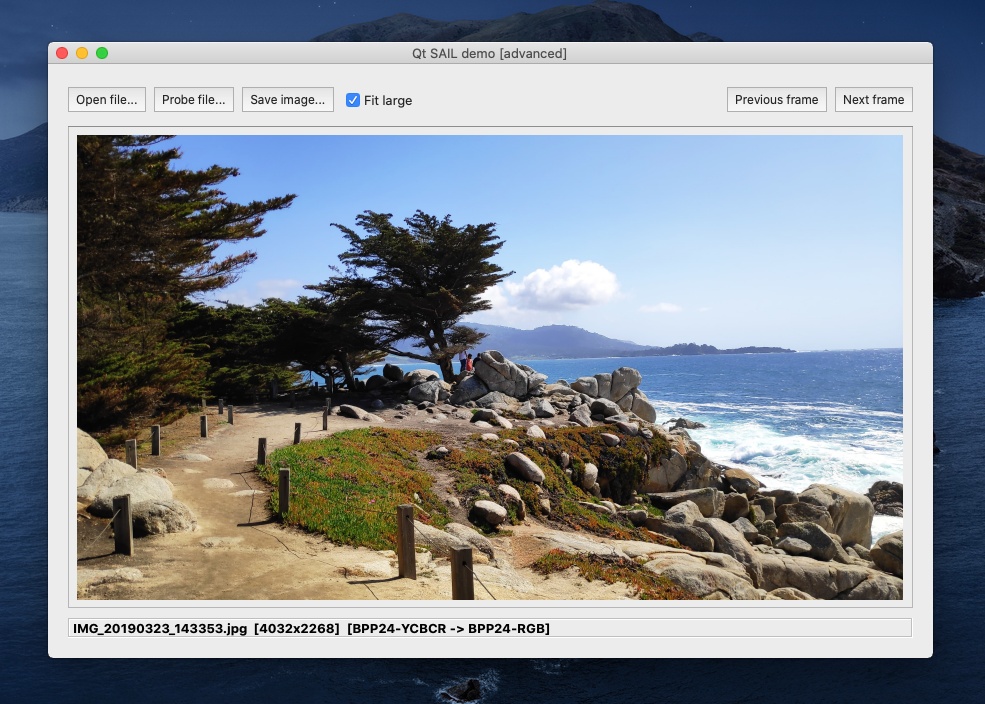 Qt SAIL demo [advanced]
Open file... Probe file... Save image... Fit large Previous frame Next frame
IMG_20190323_143353.jpg [4032x2268] [BPP24-YCBCR -> BPP24-RGB]